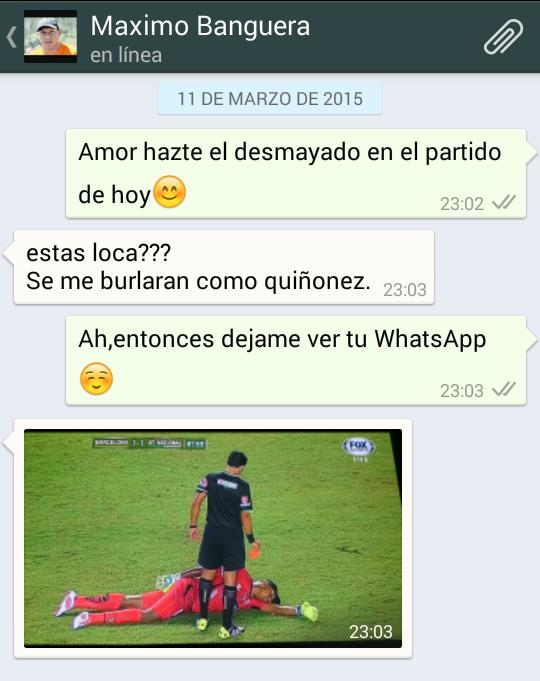 Maximo Banguera
en línea
11 DE MARZO DE 2015
Amor hazte el desmayado en el partido
de hoy😊
23:02
estas loca???
Se me burlaran como quiñonez.
23:03
Ah,entonces dejame ver tu WhatsApp
☺️
23:03
BARCELONA 1-1 AT. NACIONAL
FOX
23:03